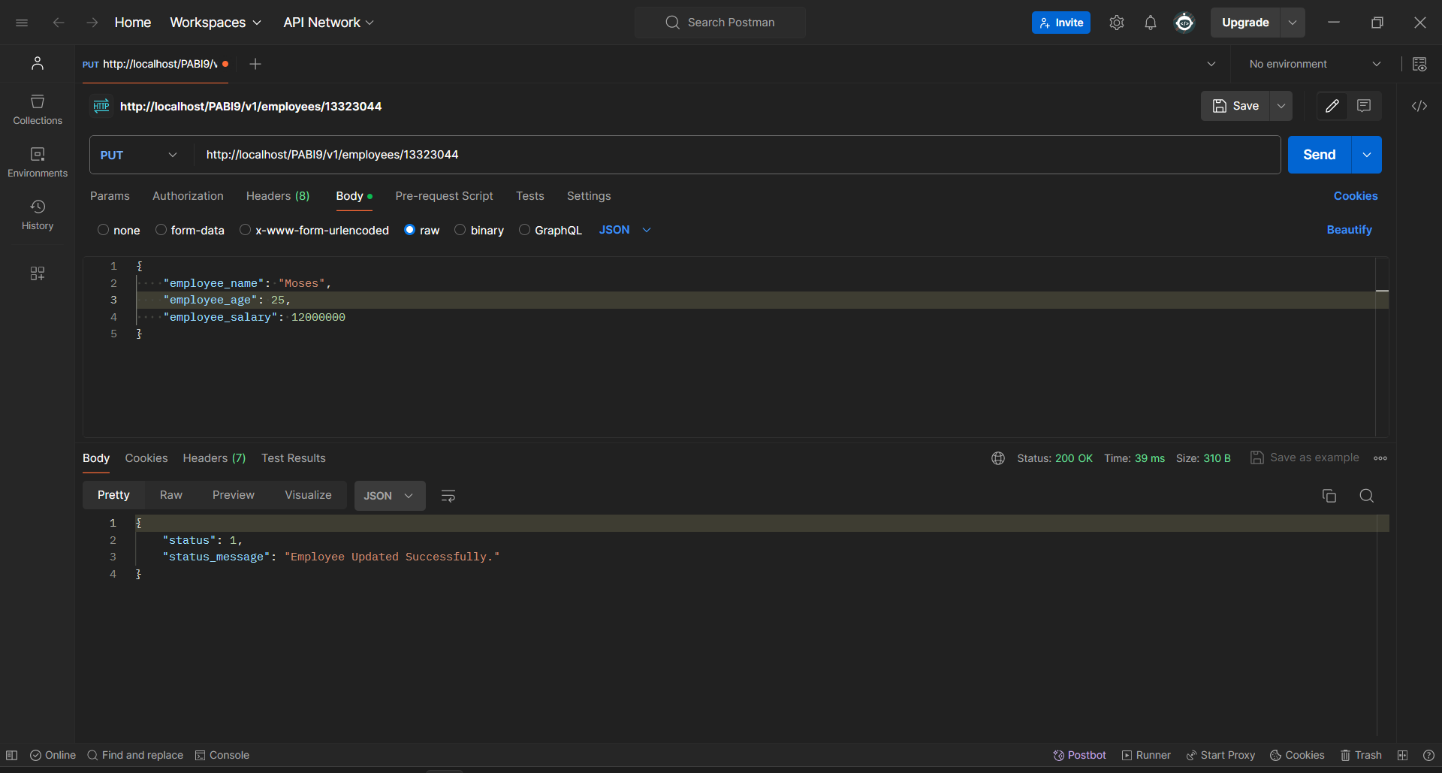 Home Workspaces API Network Search Postman Invite Upgrade
PUT http://localhost/PABI9/v No environment
HTTP http://localhost/PABI9/v1/employees/13323044 Save
Collections
PUT http://localhost/PABI9/v1/employees/13323044 Send
Environments
Params Authorization Headers (8) Body Pre-request Script Tests Settings Cookies
History
none form-data x-www-form-urlencoded raw binary GraphQL JSON Beautify
1 {
2 "employee_name": "Moses",
3 "employee_age": 25,
4 "employee_salary": 12000000
5 }
Body Cookies Headers (7) Test Results Status: 200 OK Time: 39 ms Size: 310 B Save as example
Pretty Raw Preview Visualize JSON
1 {
2 "status": 1,
3 "status_message": "Employee Updated Successfully."
4 }
Online Find and replace Console Postbot Runner Start Proxy Cookies Trash